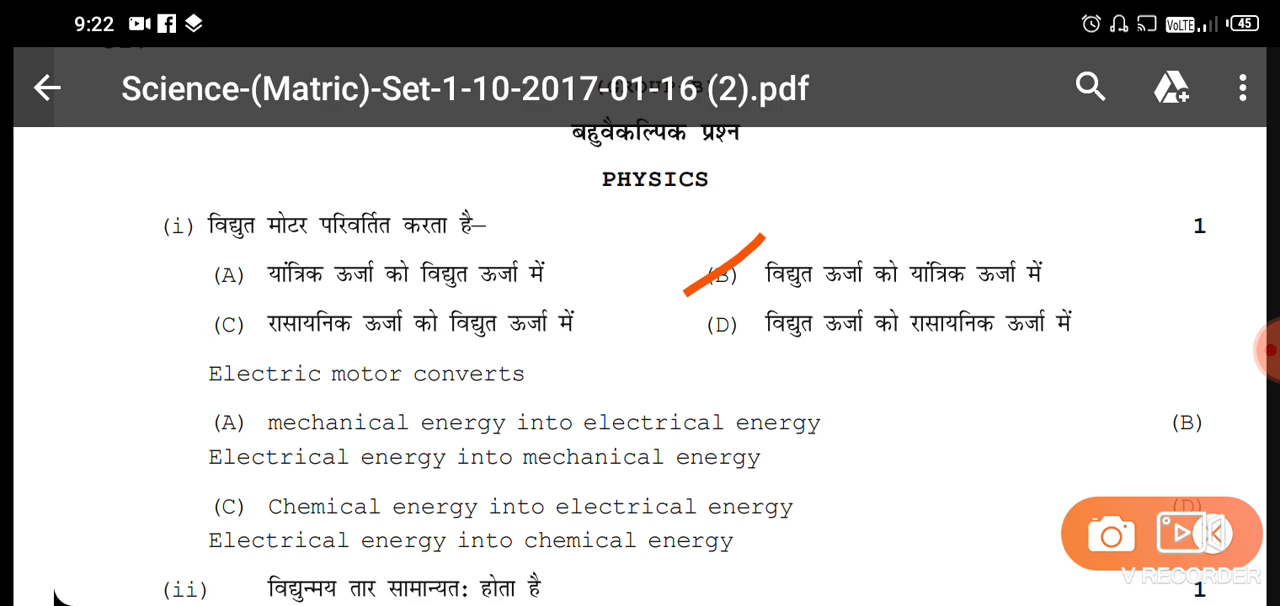 9:22 VoLTE 45
Science-(Matric)-Set-1-10-2017-01-16 (2).pdf
बहुवैकल्पिक प्रश्न
PHYSICS
(i) विद्युत मोटर परिवर्तित करता है– 1
(A) यांत्रिक ऊर्जा को विद्युत ऊर्जा में (B) विद्युत ऊर्जा को यांत्रिक ऊर्जा में
(C) रासायनिक ऊर्जा को विद्युत ऊर्जा में (D) विद्युत ऊर्जा को रासायनिक ऊर्जा में
Electric motor converts
(A) mechanical energy into electrical energy (B)
Electrical energy into mechanical energy
(C) Chemical energy into electrical energy (D)
Electrical energy into chemical energy
V RECORDER
(ii) विद्युन्मय तार सामान्यत: होता है 1